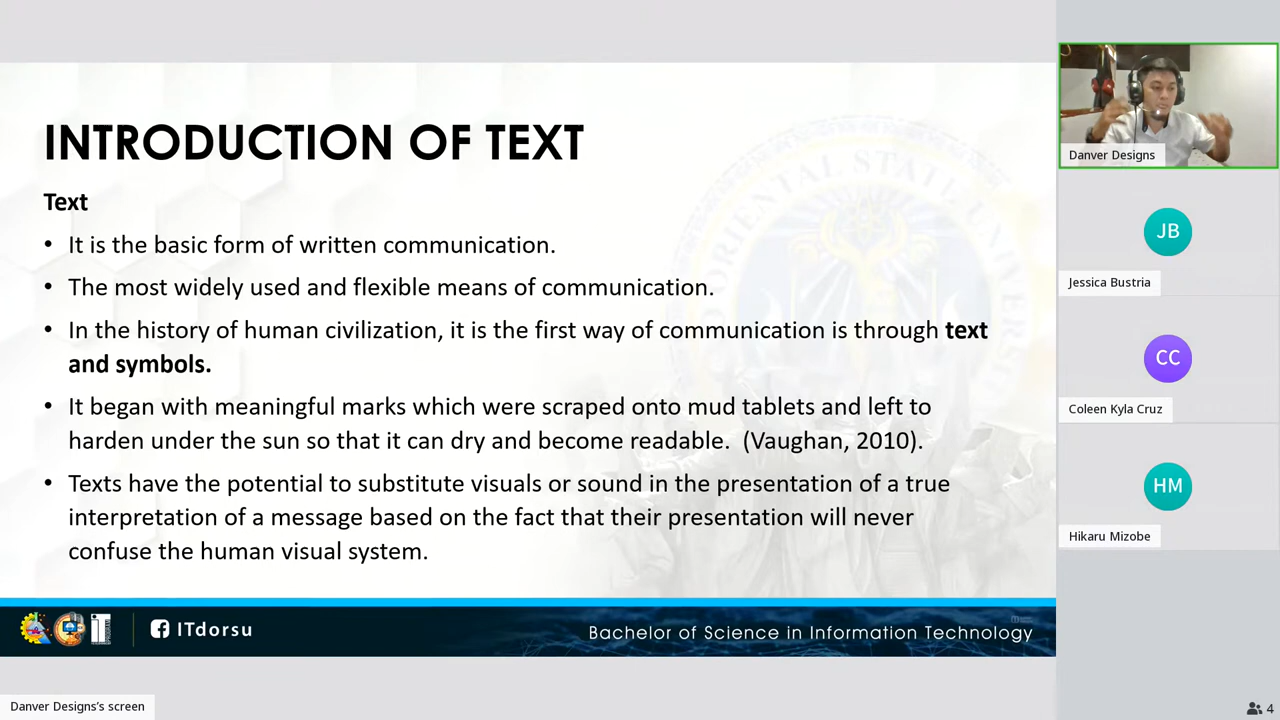 INTRODUCTION OF TEXT
Text
• It is the basic form of written communication.
• The most widely used and flexible means of communication.
• In the history of human civilization, it is the first way of communication is through text
and symbols.
• It began with meaningful marks which were scraped onto mud tablets and left to
harden under the sun so that it can dry and become readable.  (Vaughan, 2010).
• Texts have the potential to substitute visuals or sound in the presentation of a true
interpretation of a message based on the fact that their presentation will never
confuse the human visual system.
ITdorsu
Bachelor of Science in Information Technology
Danver Designs's screen
Danver Designs
JB
Jessica Bustria
CC
Coleen Kyla Cruz
HM
Hikaru Mizobe
4
ORIENTAL STATE UNIVERS
iT